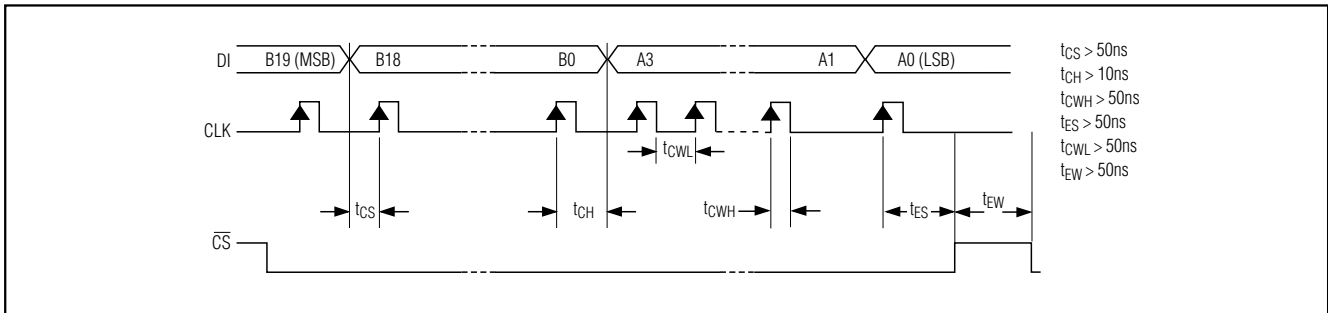 DI B19 (MSB) B18 B0 A3 A1 A0 (LSB)
CLK
tCWL
tCS tCH tCWH tES tEW
CS
tCS > 50ns
tCH > 10ns
tCWH > 50ns
tES > 50ns
tCWL > 50ns
tEW > 50ns